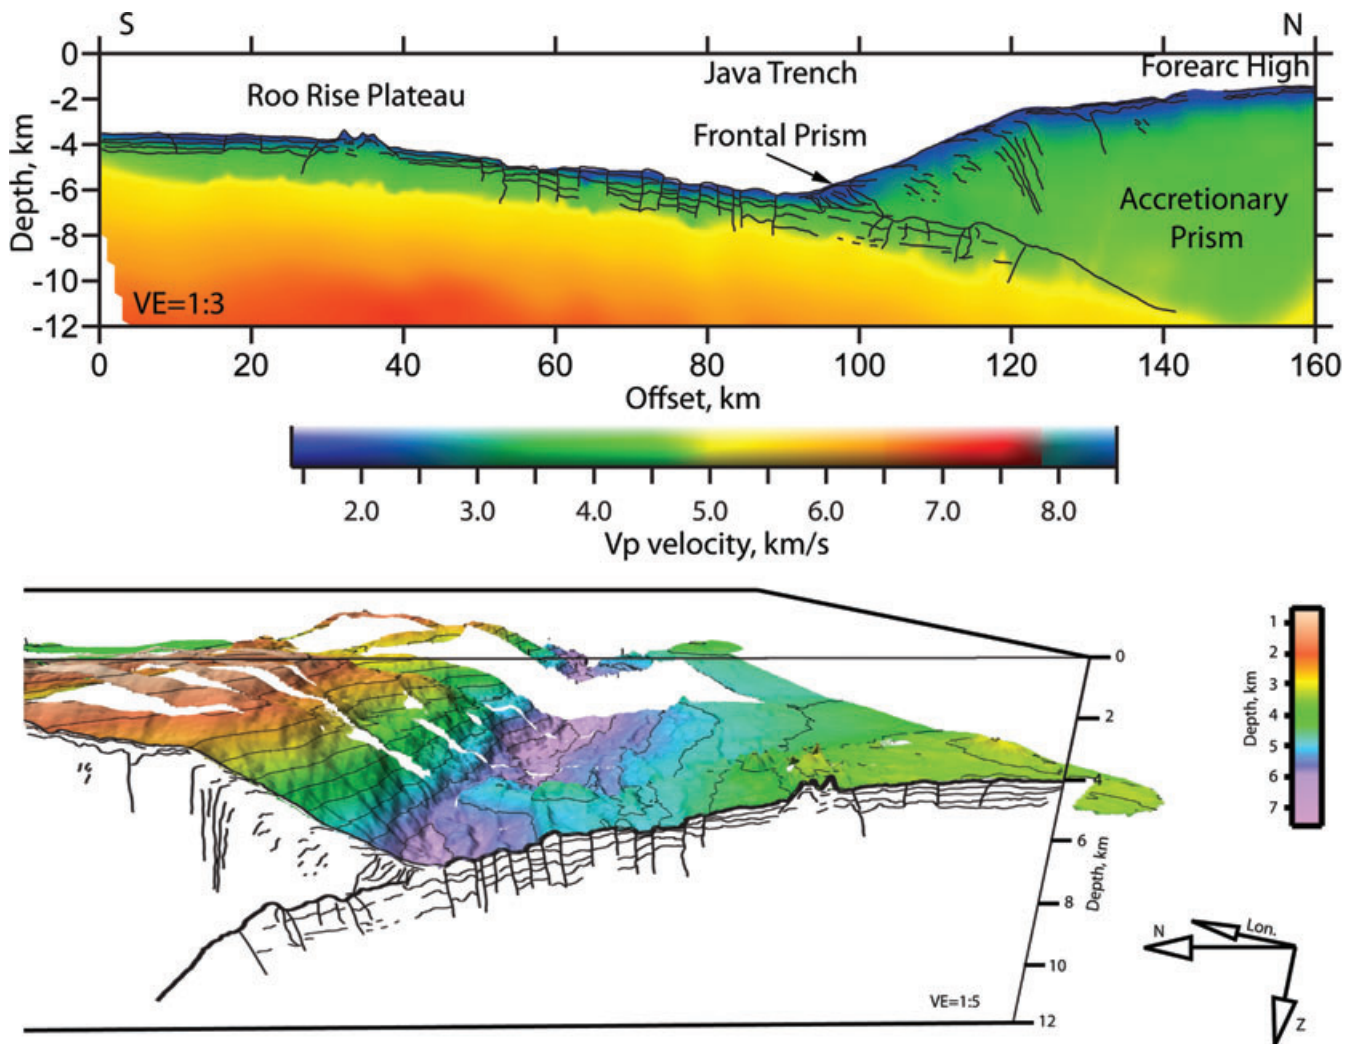 S
N
0
-2
-4
-6
-8
-10
-12
Depth, km
Roo Rise Plateau
Java Trench
Forearc High
Frontal Prism
Accretionary
Prism
VE=1:3
0 20 40 60 80 100 120 140 160
Offset, km
2.0 3.0 4.0 5.0 6.0 7.0 8.0
Vp velocity, km/s
0
2
4
6
8
10
12
Depth, km
VE=1:5
1
2
3
4
5
6
7
Depth, km
N
Lon.
Z